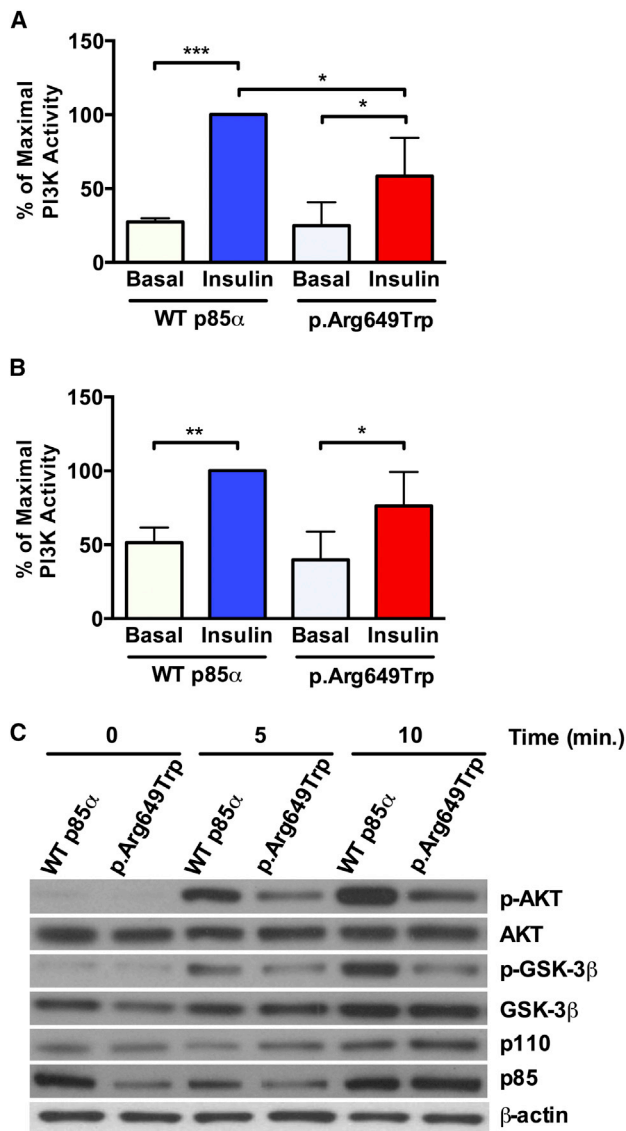 A
% of Maximal
PI3K Activity
150
100
50
0
***
*
*
Basal Insulin Basal Insulin
WT p85α p.Arg649Trp
B
% of Maximal
PI3K Activity
150
100
50
0
**
*
Basal Insulin Basal Insulin
WT p85α p.Arg649Trp
C
0 5 10 Time (min.)
WT p85α p.Arg649Trp WT p85α p.Arg649Trp WT p85α p.Arg649Trp
p-AKT
AKT
p-GSK-3β
GSK-3β
p110
p85
β-actin